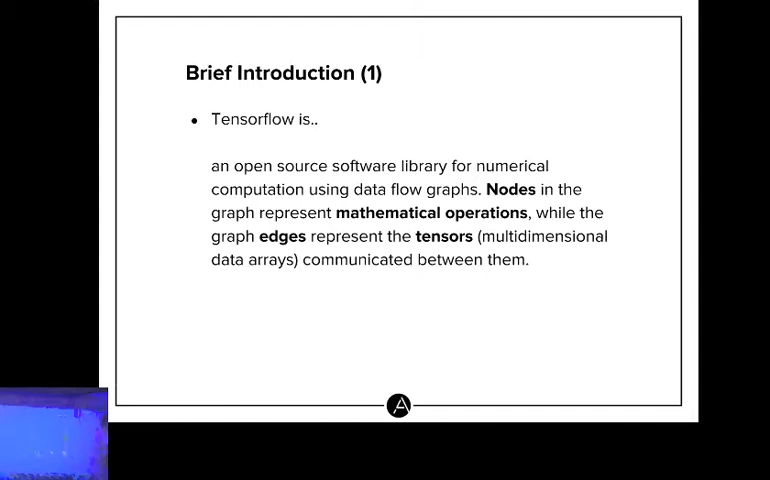 Brief Introduction (1)
• Tensorflow is..
an open source software library for numerical
computation using data flow graphs. Nodes in the
graph represent mathematical operations, while the
graph edges represent the tensors (multidimensional
data arrays) communicated between them.